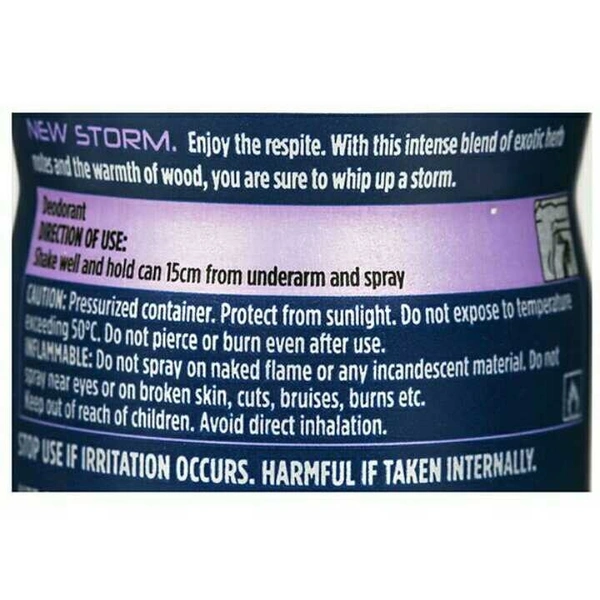 NEW STORM. Enjoy the respite. With this intense blend of exotic herb
notes and the warmth of wood, you are sure to whip up a storm.
Deodorant
DIRECTION OF USE:
Shake well and hold can 15cm from underarm and spray
CAUTION: Pressurized container. Protect from sunlight. Do not expose to temperature
exceeding 50°C. Do not pierce or burn even after use.
INFLAMMABLE: Do not spray on naked flame or any incandescent material. Do not
spray near eyes or on broken skin, cuts, bruises, burns etc.
Keep out of reach of children. Avoid direct inhalation.
STOP USE IF IRRITATION OCCURS. HARMFUL IF TAKEN INTERNALLY.